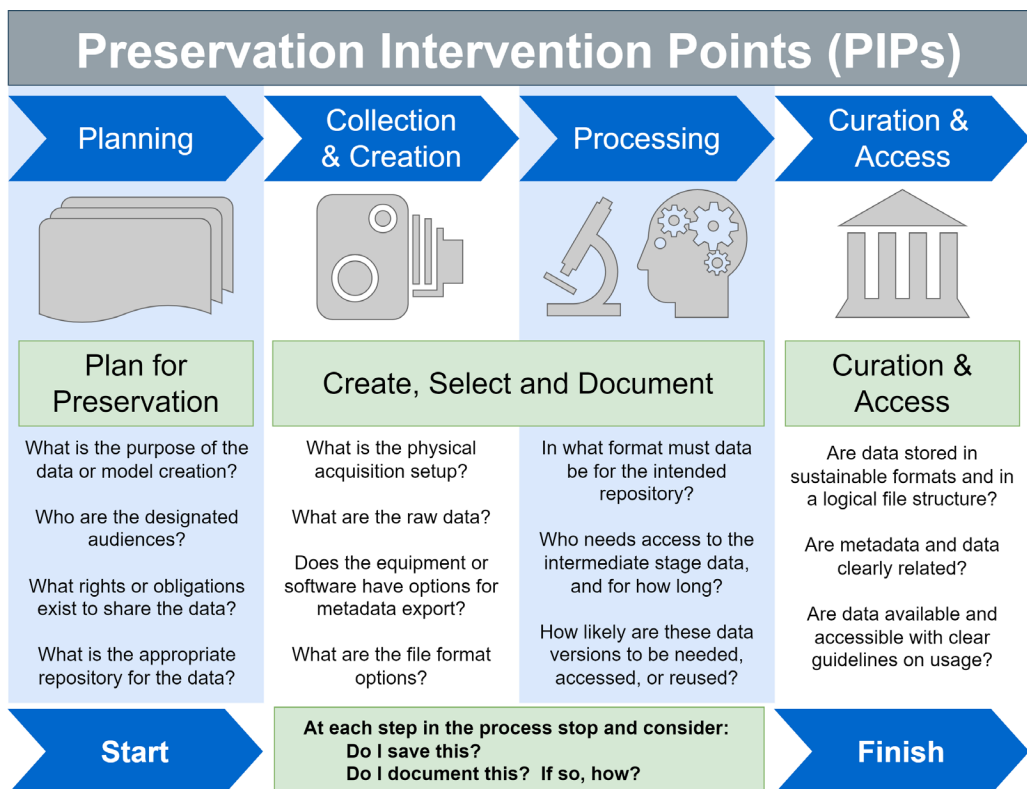 Preservation Intervention Points (PIPs)
Planning
Collection
& Creation
Processing
Curation &
Access
Plan for
Preservation
Create, Select and Document
Curation &
Access
What is the purpose of the
data or model creation?
Who are the designated
audiences?
What rights or obligations
exist to share the data?
What is the appropriate
repository for the data?
What is the physical
acquisition setup?
What are the raw data?
Does the equipment or
software have options for
metadata export?
What are the file format
options?
In what format must data
be for the intended
repository?
Who needs access to the
intermediate stage data,
and for how long?
How likely are these data
versions to be needed,
accessed, or reused?
Are data stored in
sustainable formats and in
a logical file structure?
Are metadata and data
clearly related?
Are data available and
accessible with clear
guidelines on usage?
Start
At each step in the process stop and consider:
Do I save this?
Do I document this?  If so, how?
Finish